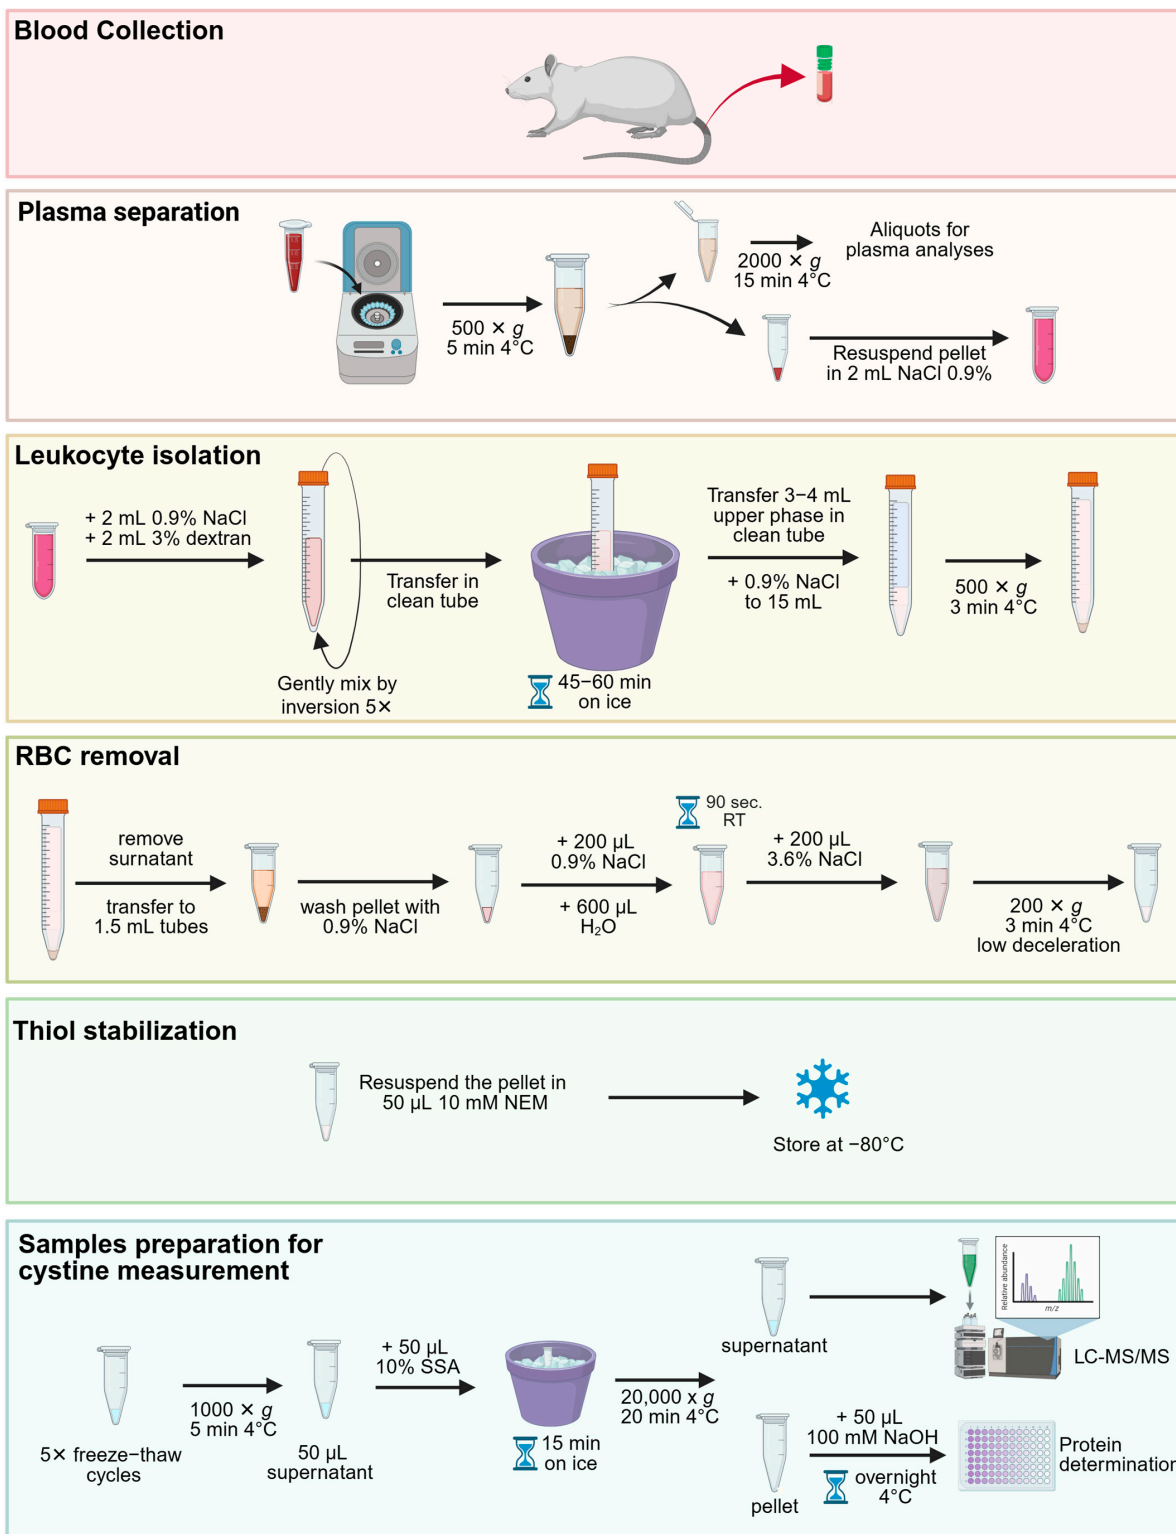 Blood Collection
Plasma separation
500 × g
5 min 4°C
2000 × g
15 min 4°C
Aliquots for
plasma analyses
Resuspend pellet
in 2 mL NaCl 0.9%
Leukocyte isolation
+ 2 mL 0.9% NaCl
+ 2 mL 3% dextran
Gently mix by
inversion 5×
Transfer in
clean tube
45−60 min
on ice
Transfer 3−4 mL
upper phase in
clean tube
+ 0.9% NaCl
to 15 mL
500 × g
3 min 4°C
RBC removal
remove
surnatant
transfer to
1.5 mL tubes
wash pellet with
0.9% NaCl
+ 200 µL
0.9% NaCl
+ 600 µL
H₂O
90 sec.
RT
+ 200 µL
3.6% NaCl
200 × g
3 min 4°C
low deceleration
Thiol stabilization
Resuspend the pellet in
50 µL 10 mM NEM
Store at −80°C
Samples preparation for
cystine measurement
5× freeze−thaw
cycles
1000 × g
5 min 4°C
50 µL
supernatant
+ 50 µL
10% SSA
15 min
on ice
20,000 x g
20 min 4°C
supernatant
Relative abundance
m/z
LC-MS/MS
pellet
+ 50 µL
100 mM NaOH
overnight
4°C
Protein
determination